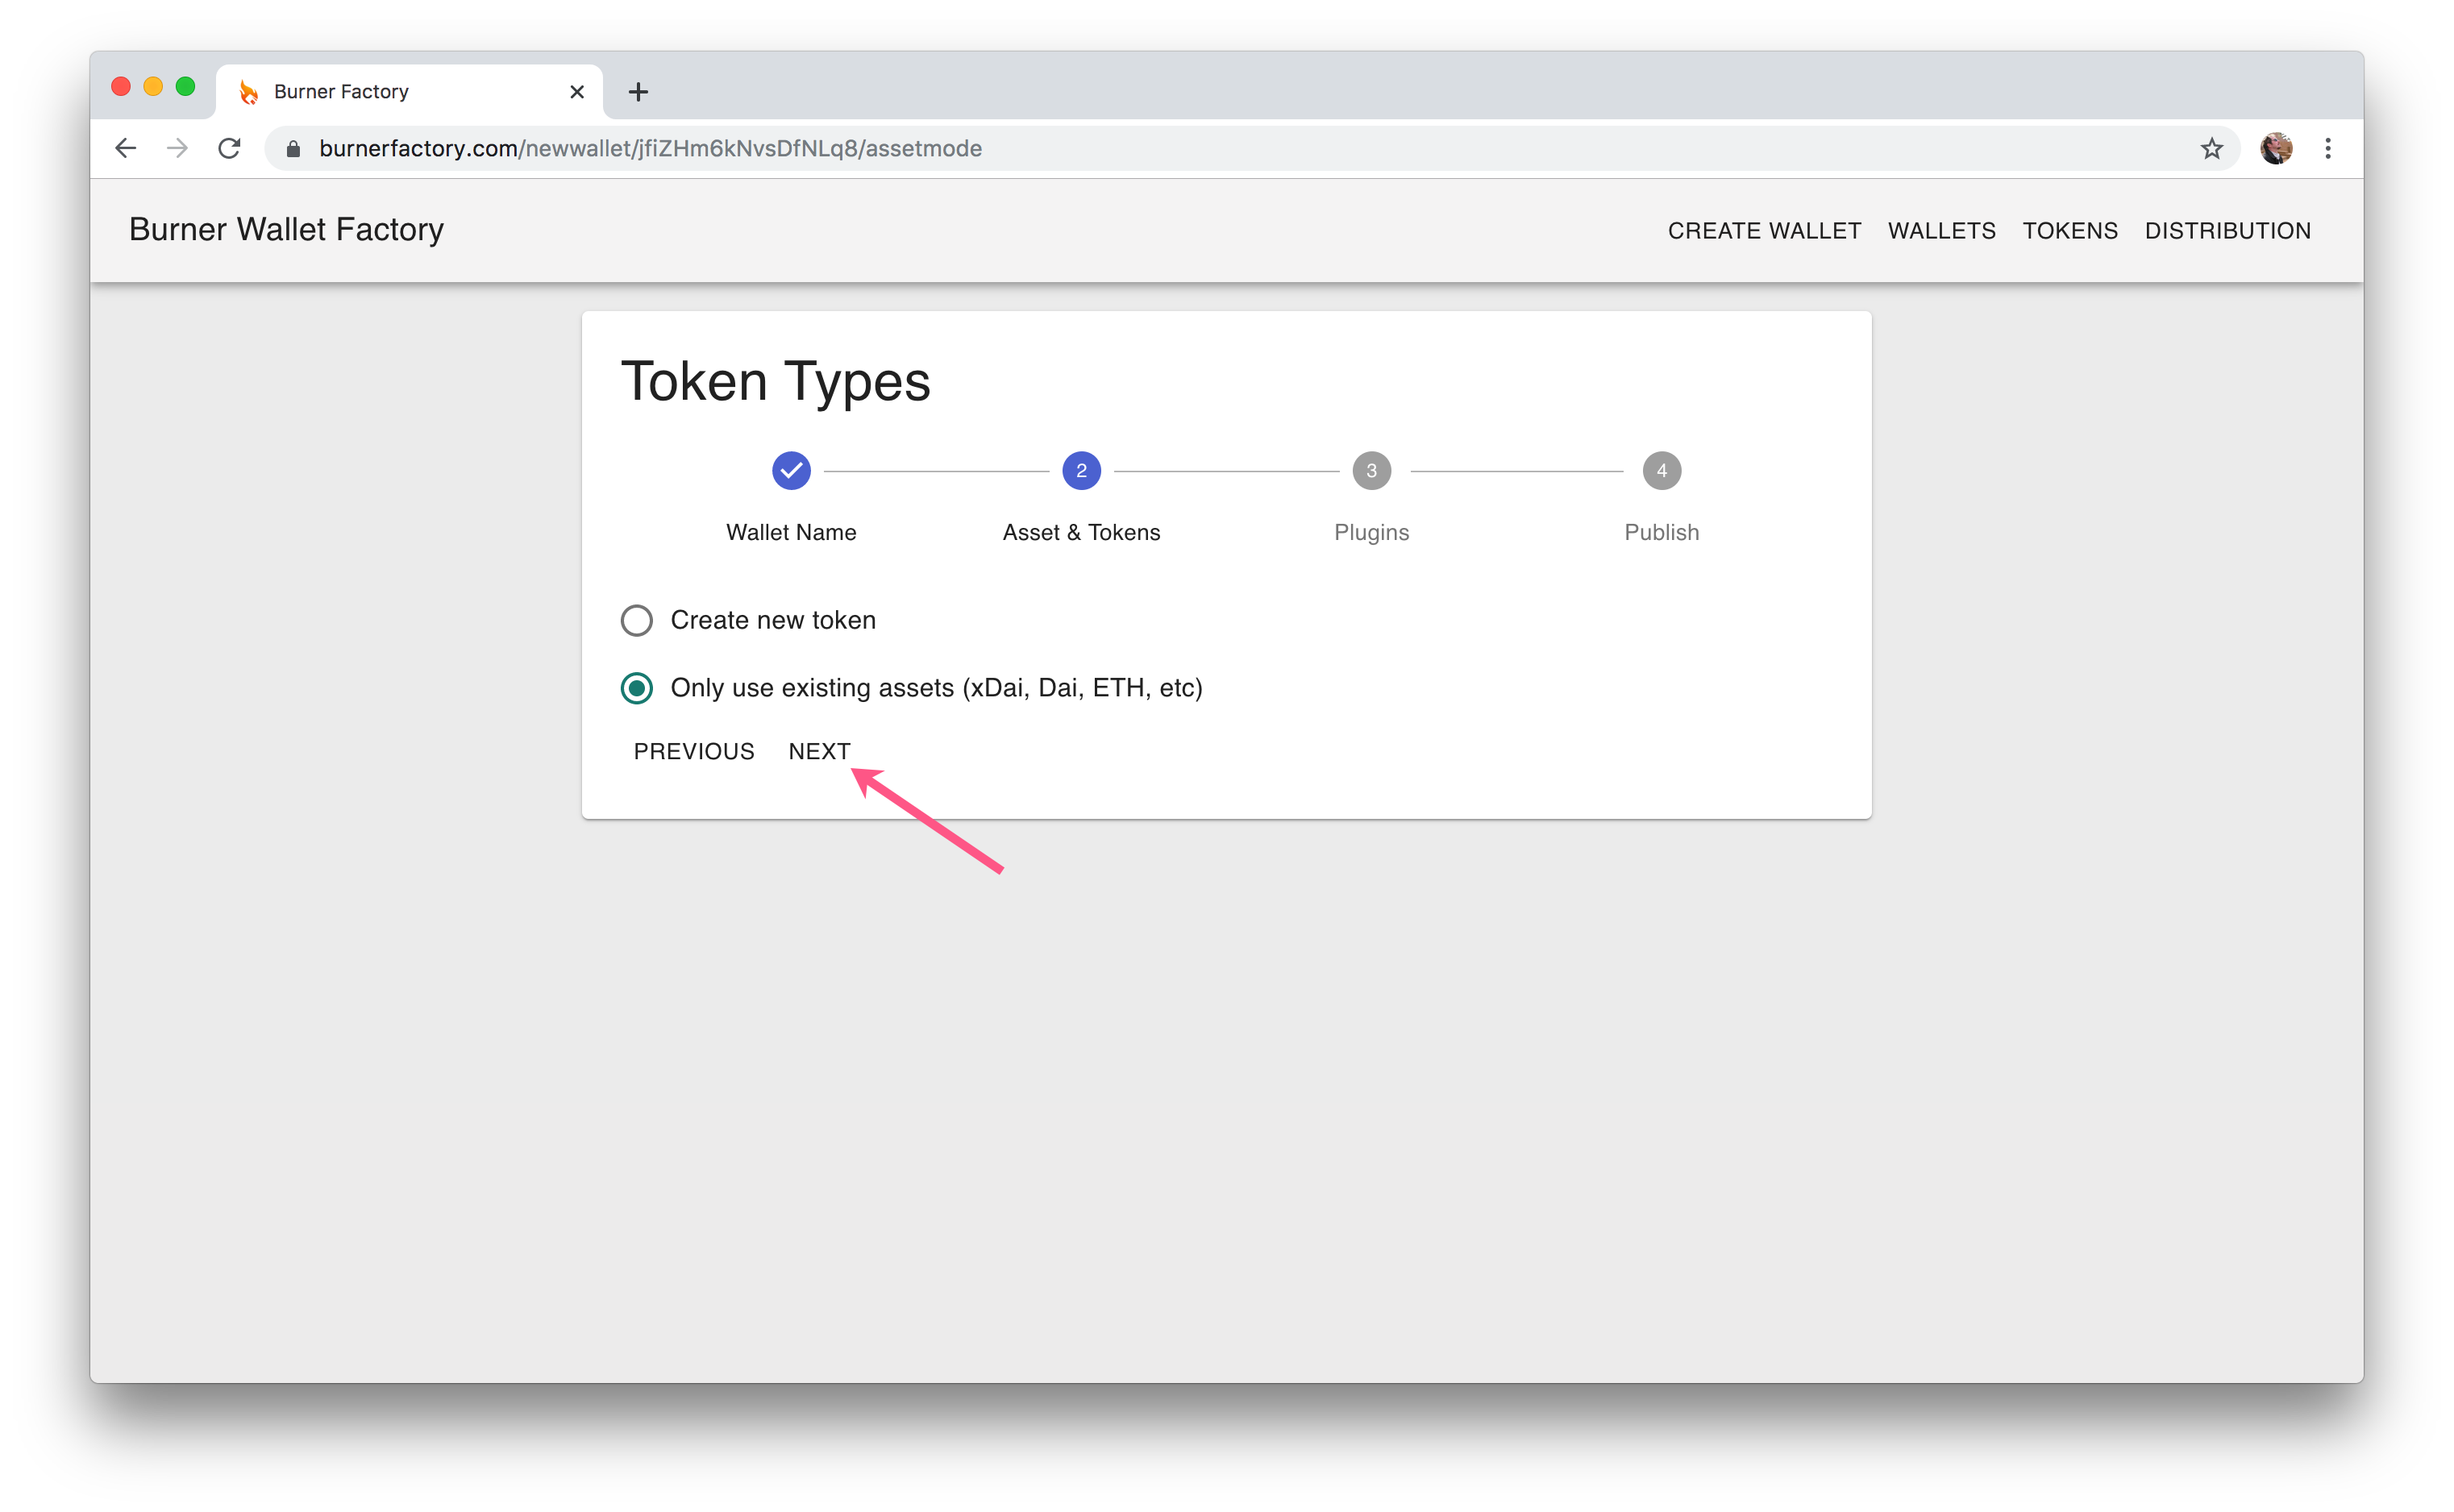 Burner Factory
burnerfactory.com/newwallet/jfiZHm6kNvsDfNLq8/assetmode
Burner Wallet Factory
CREATE WALLET WALLETS TOKENS DISTRIBUTION
Token Types
2 3 4
Wallet Name Asset & Tokens Plugins Publish
Create new token
Only use existing assets (xDai, Dai, ETH, etc)
PREVIOUS NEXT